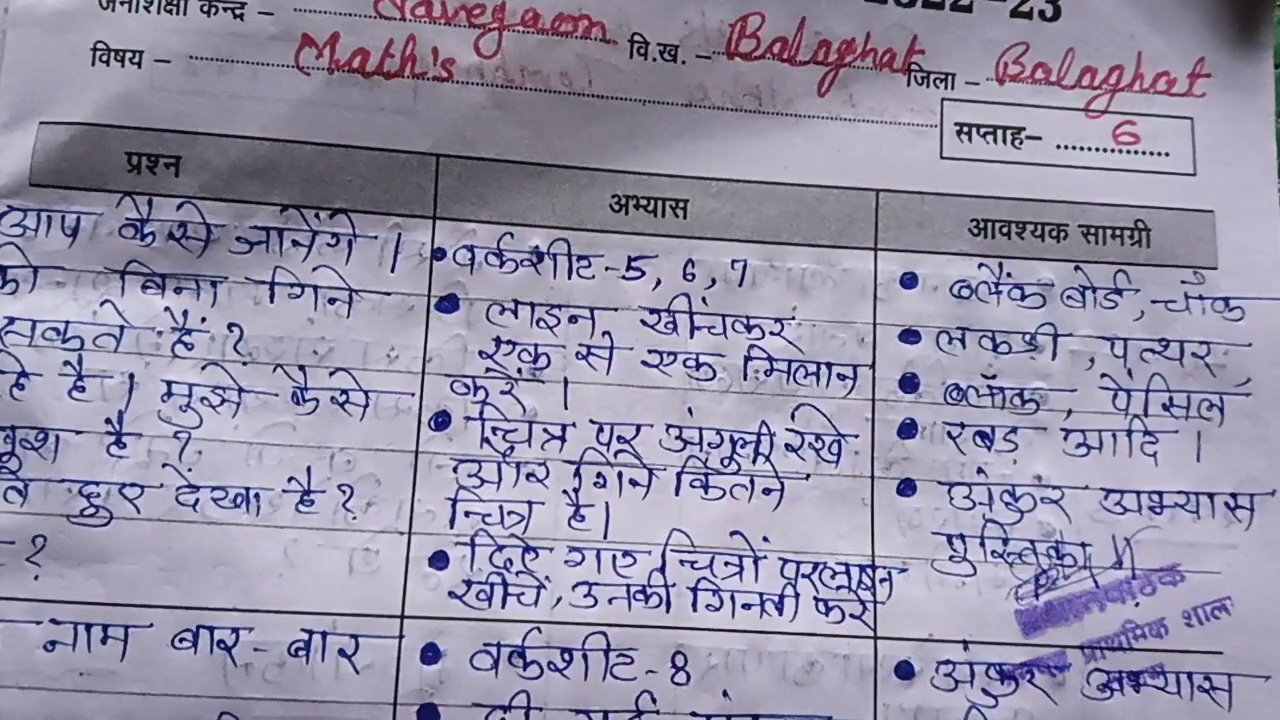 जनशिक्षा केन्द्र - Navegaon वि.ख. - Balaghat जिला - Balaghat
विषय - Math's
सप्ताह- 6
प्रश्न
आप कैसे जानेंगे ।
को बिना गिने
सकते हैं ?
है । मुझे कैसे
है ?
हुए देखा है ?
- ?
नाम बार-बार
अभ्यास
• वर्कशीट-5, 6, 7
• लाइन खींचकर
एक से एक मिलान
करें ।
• चित्र पर अंगुली रखे
और गिने कितने
चित्र है।
• दिए गए चित्रों पर लाइन
खींचे, उनकी गिनती करे
• वर्कशीट-8
आवश्यक सामग्री
• ब्लैक बोर्ड, चॉक
• लकडी, पत्थर,
• ब्लॉक, पेंसिल,
• रबड़ आदि ।
• अंकुर अभ्यास
पुस्तिका
प्राथमिक शाल
• अंकुर अभ्यास